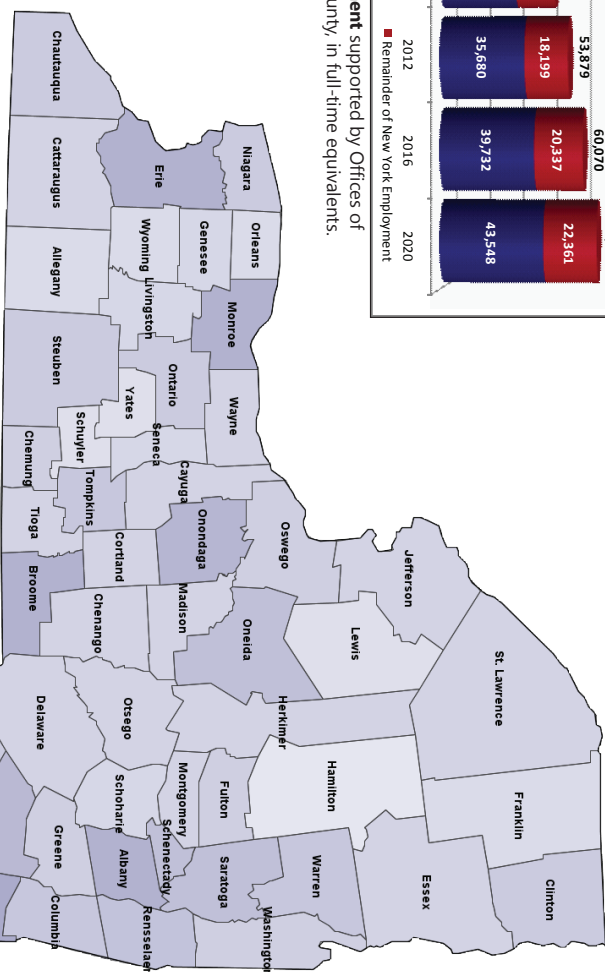 53,879
60,070
18,199
20,337
22,361
35,680
39,732
43,548
2012
2016
2020
Remainder of New York Employment
ent supported by Offices of
unty, in full-time equivalents.
Clinton
Franklin
St. Lawrence
Essex
Jefferson
Lewis
Hamilton
Warren
Washington
Herkimer
Oswego
Oneida
Fulton
Saratoga
Niagara
Orleans
Monroe
Wayne
Cayuga
Onondaga
Madison
Montgomery
Schenectady
Rensselaer
Erie
Genesee
Wyoming
Livingston
Ontario
Seneca
Yates
Tompkins
Cortland
Chenango
Otsego
Schoharie
Albany
Chautauqua
Cattaraugus
Allegany
Steuben
Schuyler
Chemung
Tioga
Broome
Delaware
Greene
Columbia